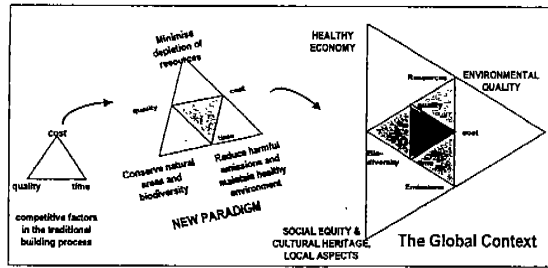 cost
quality
time
competitive factors
in the traditional
building process
Minimise
depletion of
resources
quality
cost
time
Conserve natural
areas and
biodiversity
Reduce harmful
emissions and
maintain healthy
environment
NEW PARADIGM
HEALTHY
ECONOMY
ENVIRONMENTAL
QUALITY
Resources
quality
cost
time
Bio-
diversity
Emissions
SOCIAL EQUITY &
CULTURAL HERITAGE,
LOCAL ASPECTS
The Global Context